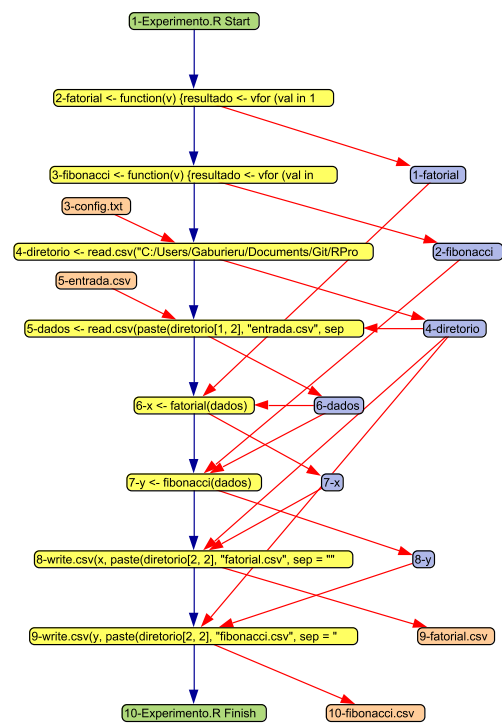 1-Experimento.R Start
2-fatorial <- function(v) {resultado <- vfor (val in 1
3-fibonacci <- function(v) {resultado <- vfor (val in
1-fatorial
3-config.txt
4-diretorio <- read.csv("C:/Users/Gaburieru/Documents/Git/RPro
2-fibonacci
5-entrada.csv
5-dados <- read.csv(paste(diretorio[1, 2], "entrada.csv", sep
4-diretorio
6-x <- fatorial(dados)
6-dados
7-y <- fibonacci(dados)
7-x
8-write.csv(x, paste(diretorio[2, 2], "fatorial.csv", sep = ""
8-y
9-write.csv(y, paste(diretorio[2, 2], "fibonacci.csv", sep = "
9-fatorial.csv
10-Experimento.R Finish
10-fibonacci.csv